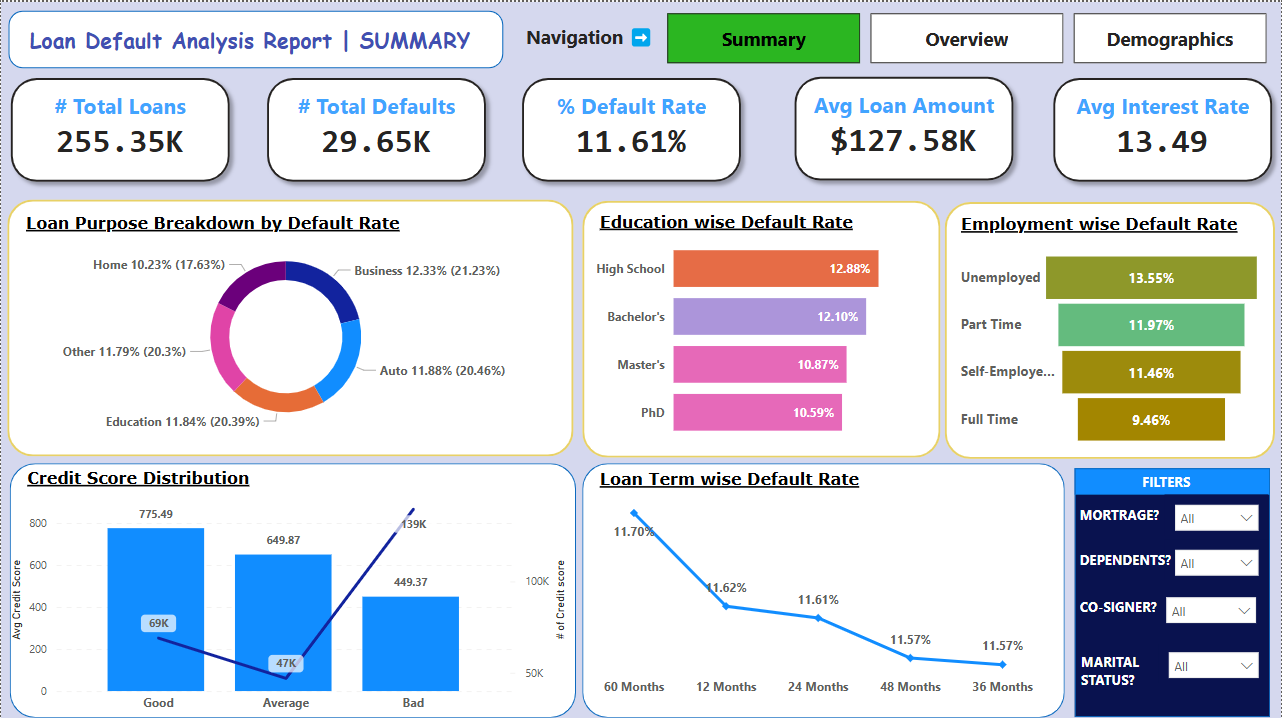 Loan Default Analysis Report | SUMMARY
Navigation
Summary
Overview
Demographics
# Total Loans
255.35K
# Total Defaults
29.65K
% Default Rate
11.61%
Avg Loan Amount
$127.58K
Avg Interest Rate
13.49
Loan Purpose Breakdown by Default Rate
Home 10.23% (17.63%)
Business 12.33% (21.23%)
Other 11.79% (20.3%)
Auto 11.88% (20.46%)
Education 11.84% (20.39%)
Education wise Default Rate
High School 12.88%
Bachelor's 12.10%
Master's 10.87%
PhD 10.59%
Employment wise Default Rate
Unemployed 13.55%
Part Time 11.97%
Self-Employe... 11.46%
Full Time 9.46%
Credit Score Distribution
Avg Credit Score
800
600
400
200
0
775.49
649.87
449.37
69K
47K
139K
100K
50K
# of Credit score
Good
Average
Bad
Loan Term wise Default Rate
11.70%
11.62%
11.61%
11.57%
11.57%
60 Months
12 Months
24 Months
48 Months
36 Months
FILTERS
MORTRAGE? All
DEPENDENTS? All
CO-SIGNER? All
MARITAL
STATUS? All